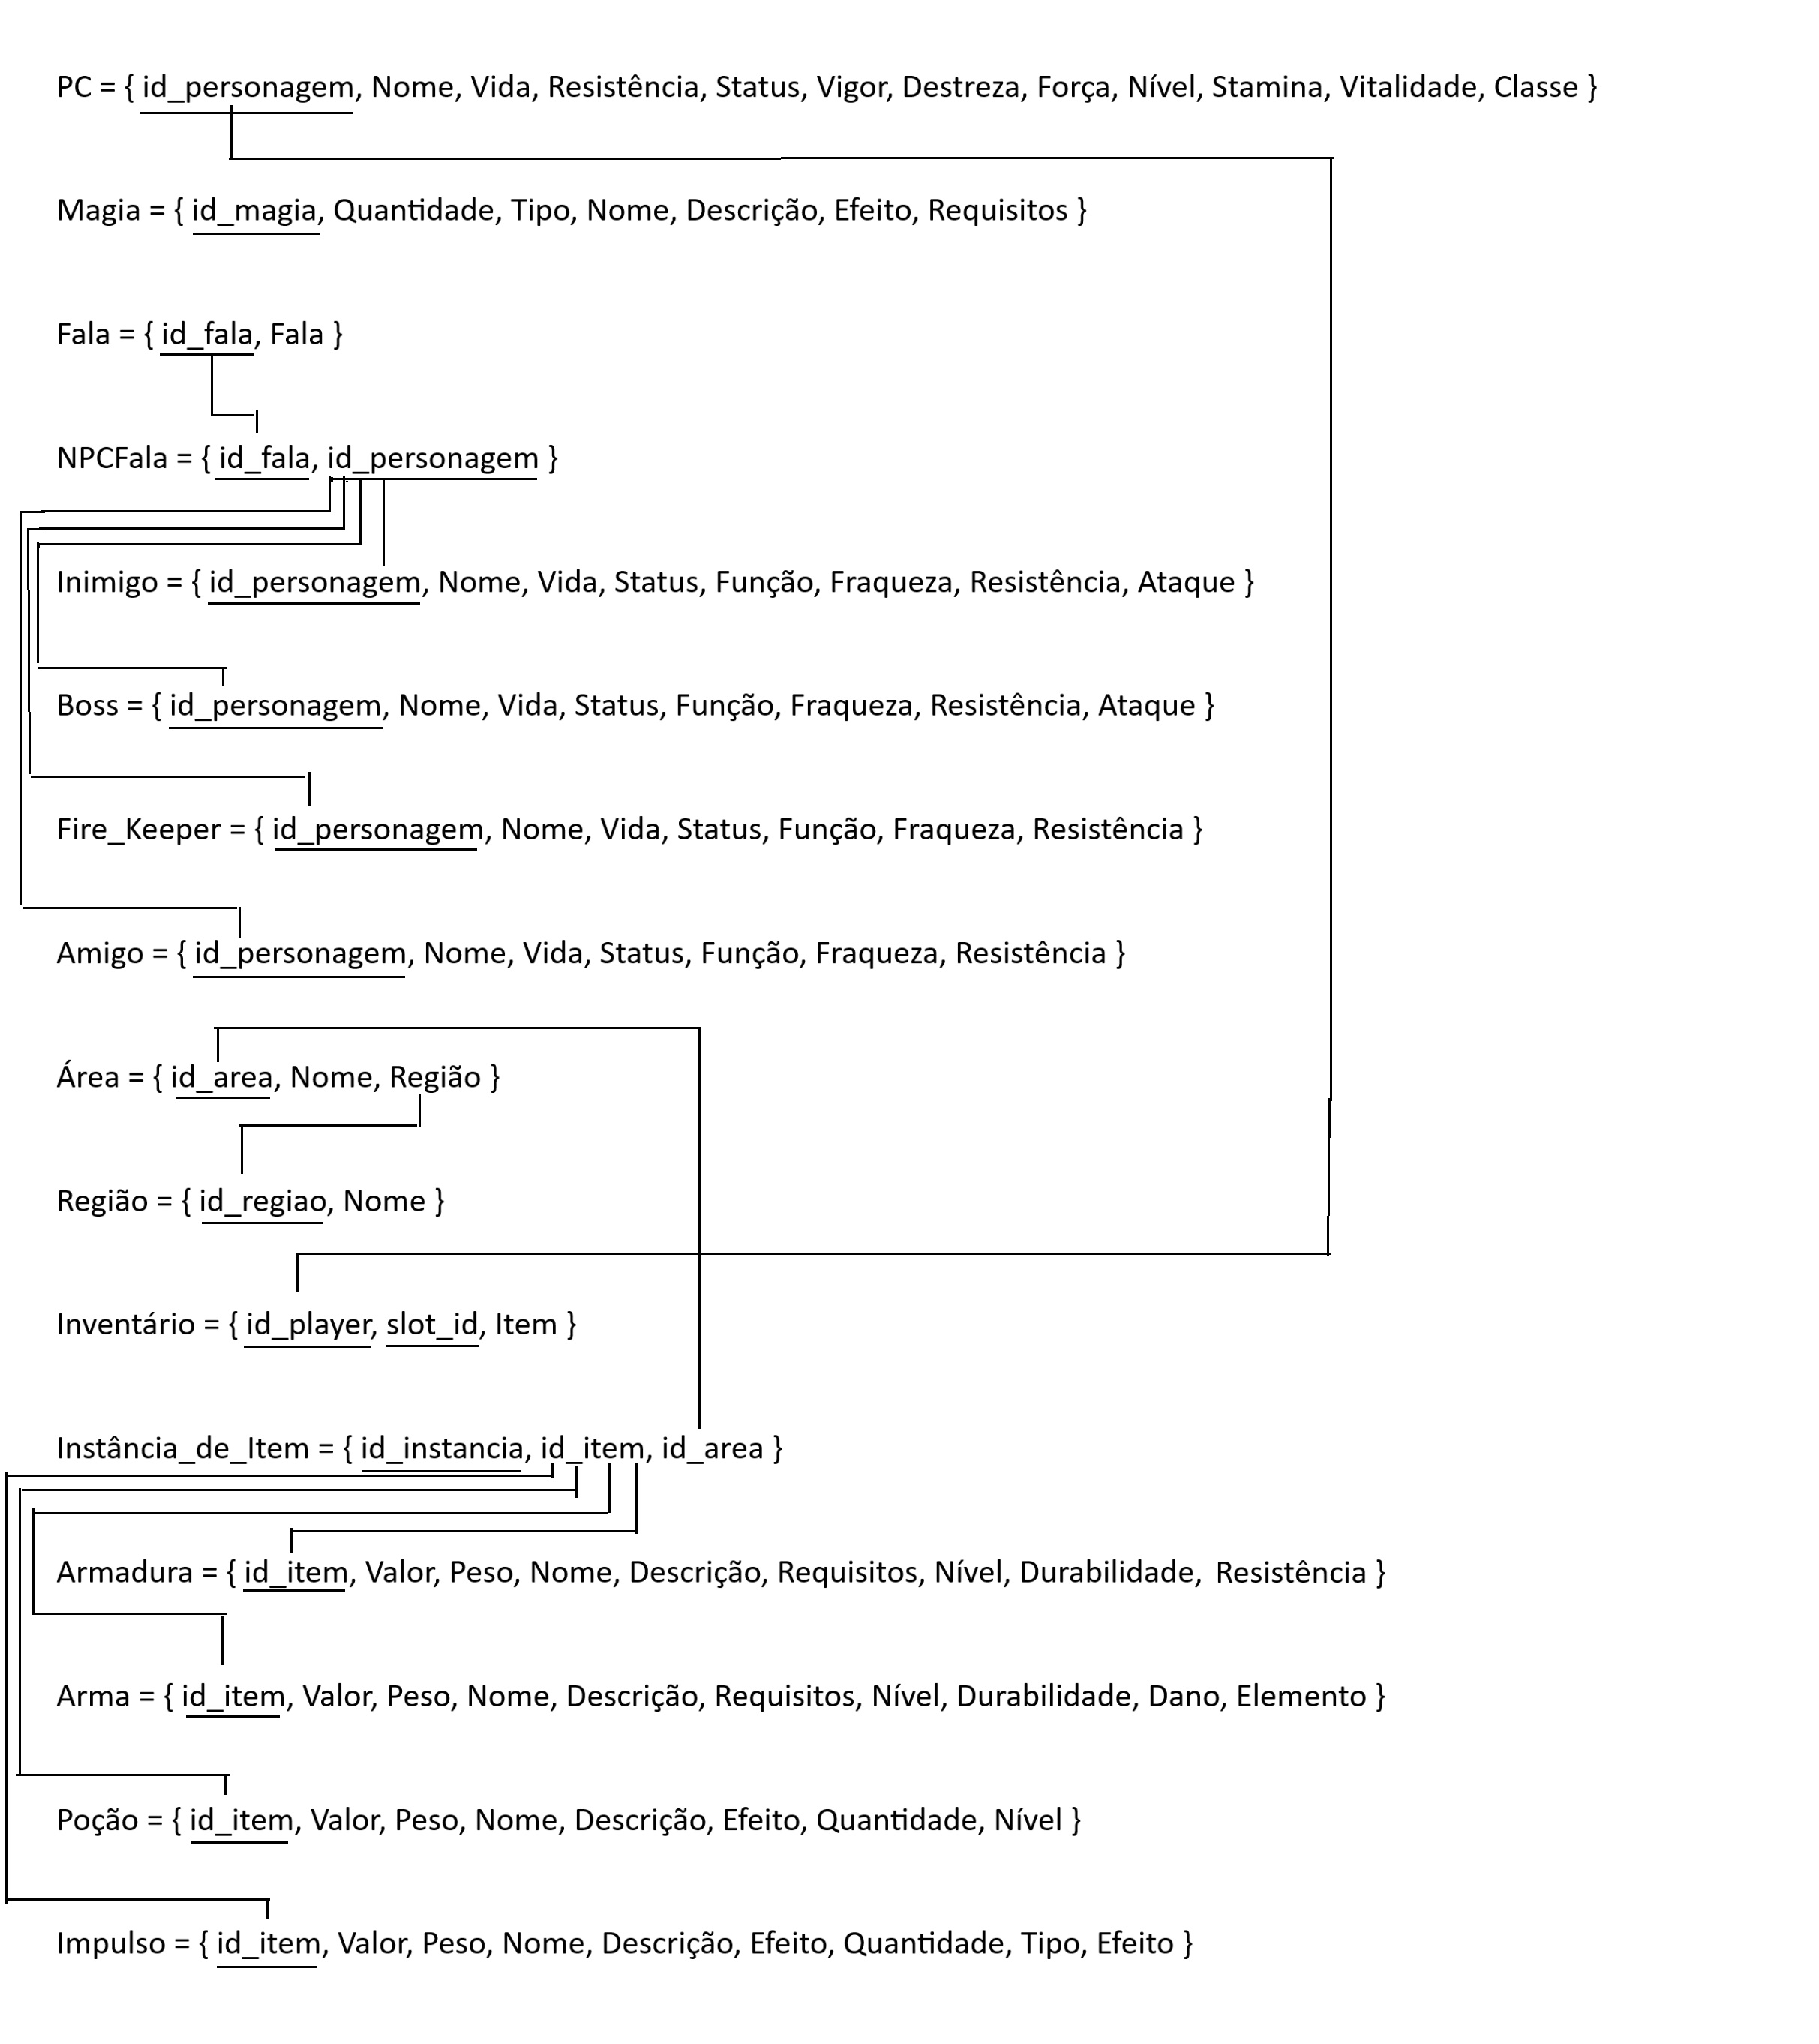 PC = { id_personagem, Nome, Vida, Resistência, Status, Vigor, Destreza, Força, Nível, Stamina, Vitalidade, Classe }
Magia = { id_magia, Quantidade, Tipo, Nome, Descrição, Efeito, Requisitos }
Fala = { id_fala, Fala }
NPCFala = { id_fala, id_personagem }
Inimigo = { id_personagem, Nome, Vida, Status, Função, Fraqueza, Resistência, Ataque }
Boss = { id_personagem, Nome, Vida, Status, Função, Fraqueza, Resistência, Ataque }
Fire_Keeper = { id_personagem, Nome, Vida, Status, Função, Fraqueza, Resistência }
Amigo = { id_personagem, Nome, Vida, Status, Função, Fraqueza, Resistência }
Área = { id_area, Nome, Região }
Região = { id_regiao, Nome }
Inventário = { id_player, slot_id, Item }
Instância_de_Item = { id_instancia, id_item, id_area }
Armadura = { id_item, Valor, Peso, Nome, Descrição, Requisitos, Nível, Durabilidade, Resistência }
Arma = { id_item, Valor, Peso, Nome, Descrição, Requisitos, Nível, Durabilidade, Dano, Elemento }
Poção = { id_item, Valor, Peso, Nome, Descrição, Efeito, Quantidade, Nível }
Impulso = { id_item, Valor, Peso, Nome, Descrição, Efeito, Quantidade, Tipo, Efeito }